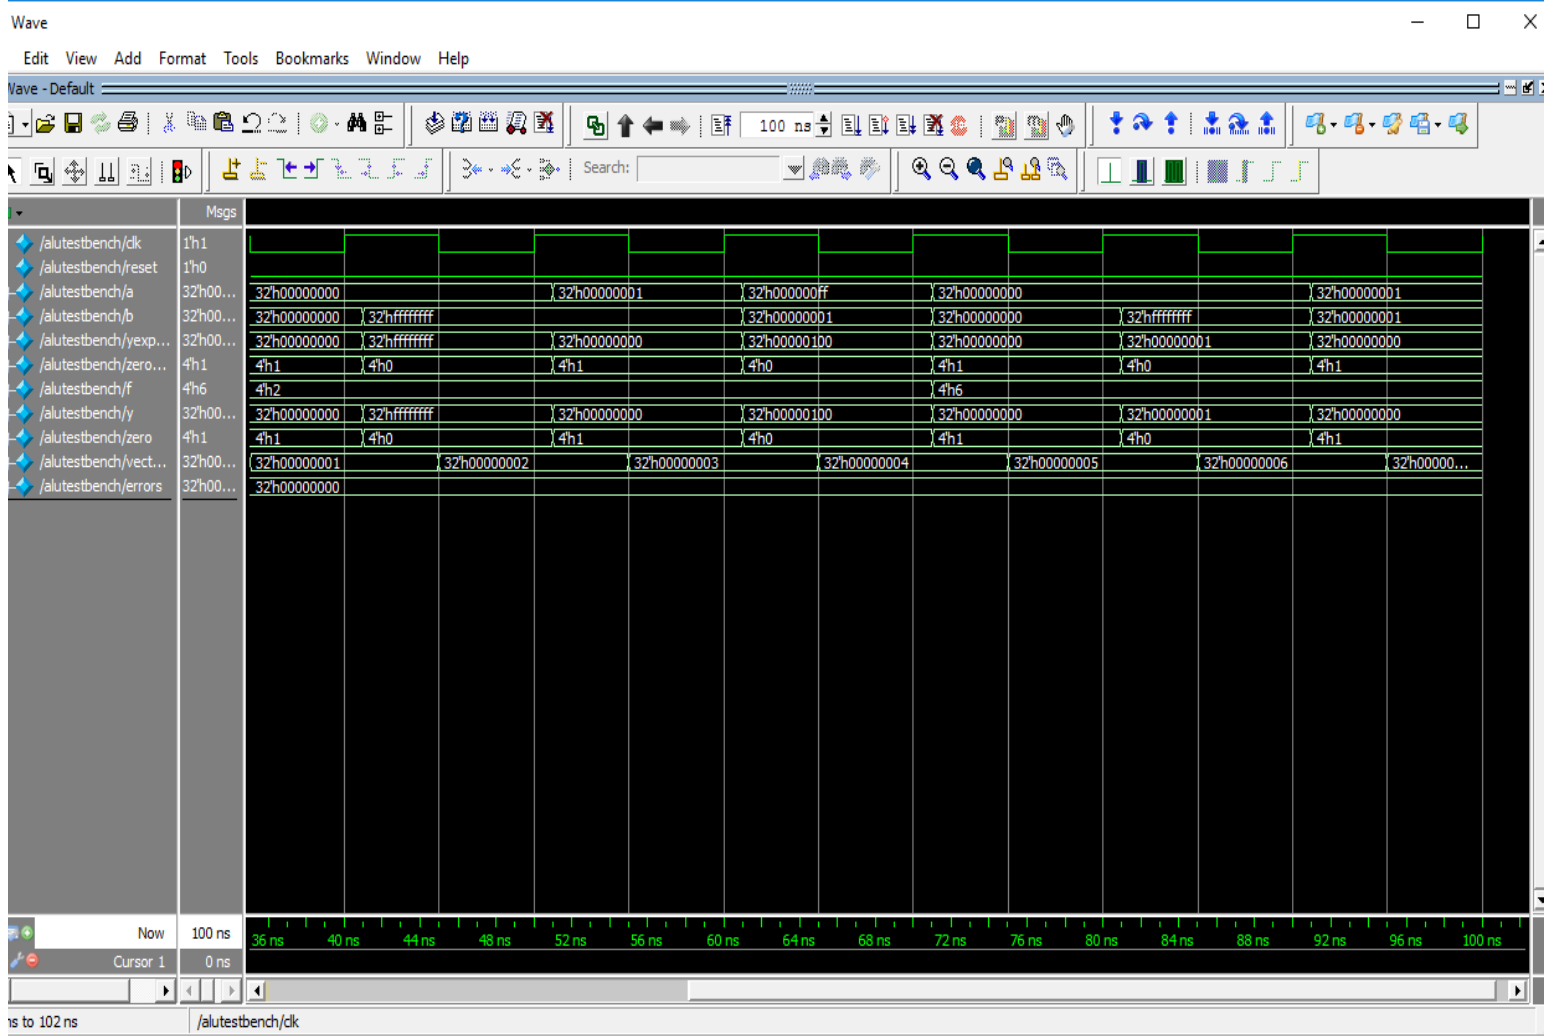 Wave
Edit View Add Format Tools Bookmarks Window Help
Wave - Default
100 ns
Search:
Msgs
/alutestbench/clk 1'h1
/alutestbench/reset 1'h0
/alutestbench/a 32'h00... 32'h00000000 32'h00000001 32'h000000ff 32'h00000000 32'h00000001
/alutestbench/b 32'h00... 32'h00000000 32'hffffffff 32'h00000001 32'h00000000 32'hffffffff 32'h00000001
/alutestbench/yexp... 32'h00... 32'h00000000 32'hffffffff 32'h00000000 32'h00000100 32'h00000000 32'h00000001 32'h00000000
/alutestbench/zero... 4'h1 4'h1 4'h0 4'h1 4'h0 4'h1 4'h0 4'h1
/alutestbench/f 4'h6 4'h2 4'h6
/alutestbench/y 32'h00... 32'h00000000 32'hffffffff 32'h00000000 32'h00000100 32'h00000000 32'h00000001 32'h00000000
/alutestbench/zero 4'h1 4'h1 4'h0 4'h1 4'h0 4'h1 4'h0 4'h1
/alutestbench/vect... 32'h00... 32'h00000001 32'h00000002 32'h00000003 32'h00000004 32'h00000005 32'h00000006 32'h00000...
/alutestbench/errors 32'h00... 32'h00000000
Now 100 ns
36 ns 40 ns 44 ns 48 ns 52 ns 56 ns 60 ns 64 ns 68 ns 72 ns 76 ns 80 ns 84 ns 88 ns 92 ns 96 ns 100 ns
Cursor 1 0 ns
ns to 102 ns /alutestbench/clk